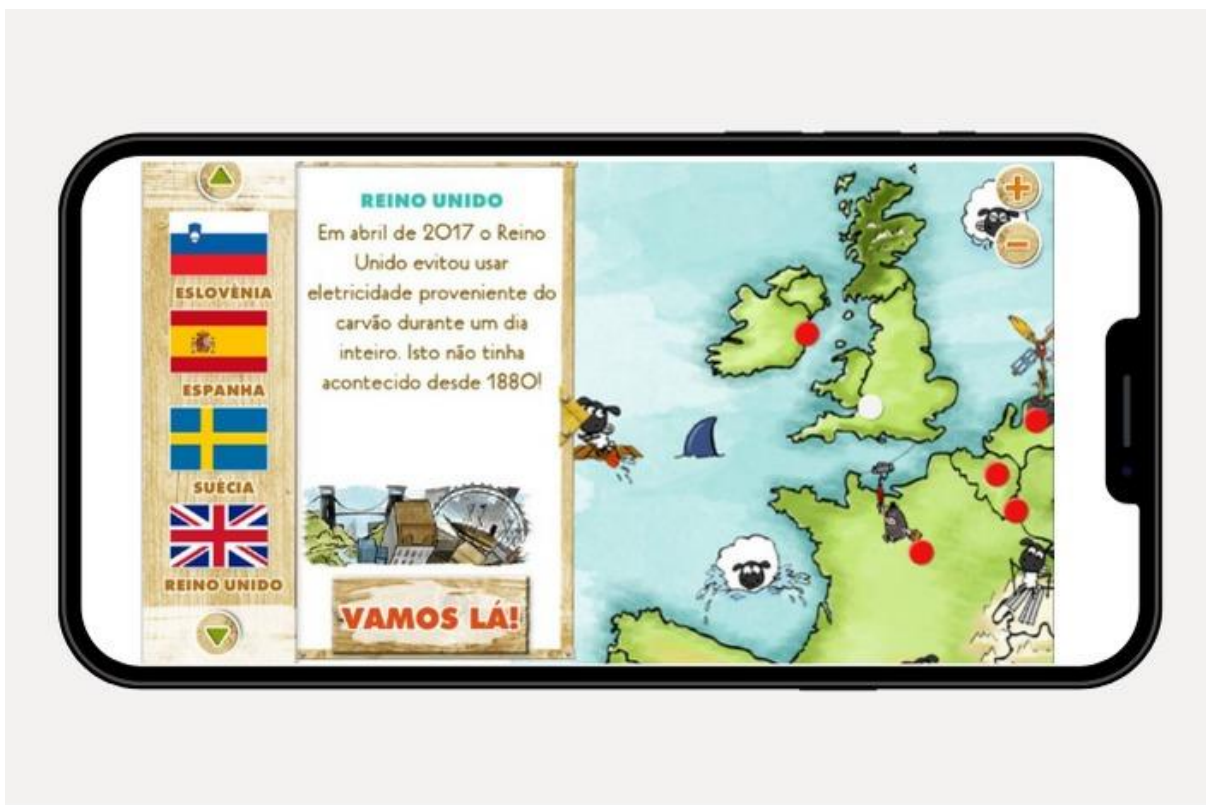 ESLOVÉNIA
ESPANHA
SUÉCIA
REINO UNIDO
REINO UNIDO
Em abril de 2017 o Reino
Unido evitou usar
eletricidade proveniente do
carvão durante um dia
inteiro. Isto não tinha
acontecido desde 1880!
VAMOS LÁ!